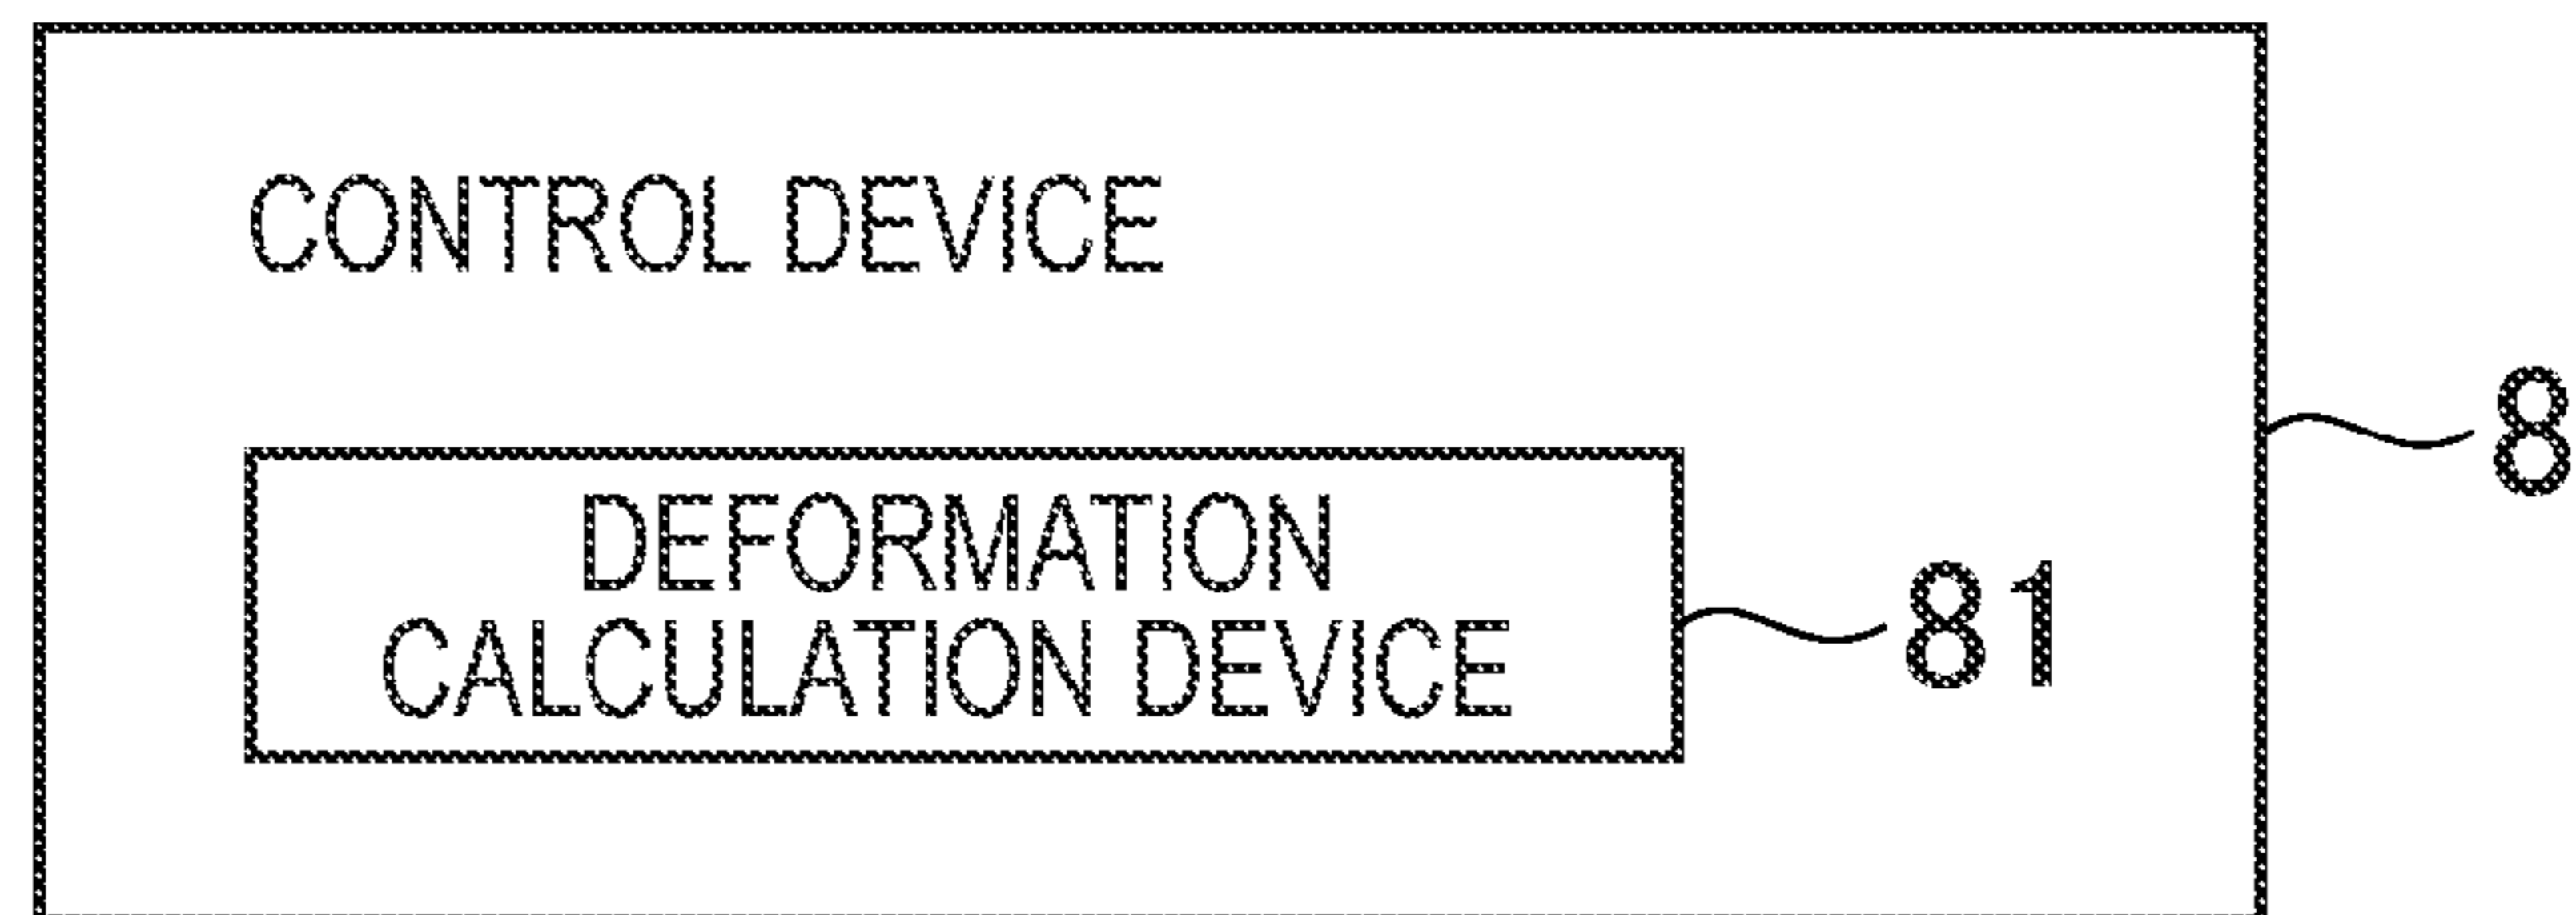 CONTROL DEVICE
8
DEFORMATION
CALCULATION DEVICE
81